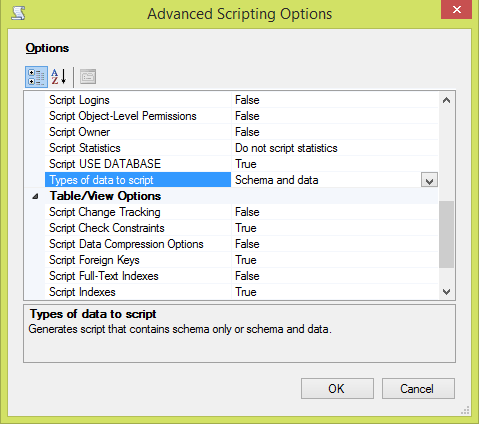 Advanced Scripting Options
Options
A
Z
Script Logins False
Script Object-Level Permissions False
Script Owner False
Script Statistics Do not script statistics
Script USE DATABASE True
Types of data to script Schema and data
Table/View Options
Script Change Tracking False
Script Check Constraints True
Script Data Compression Options False
Script Foreign Keys True
Script Full-Text Indexes False
Script Indexes True
Types of data to script
Generates script that contains schema only or schema and data.
OK Cancel